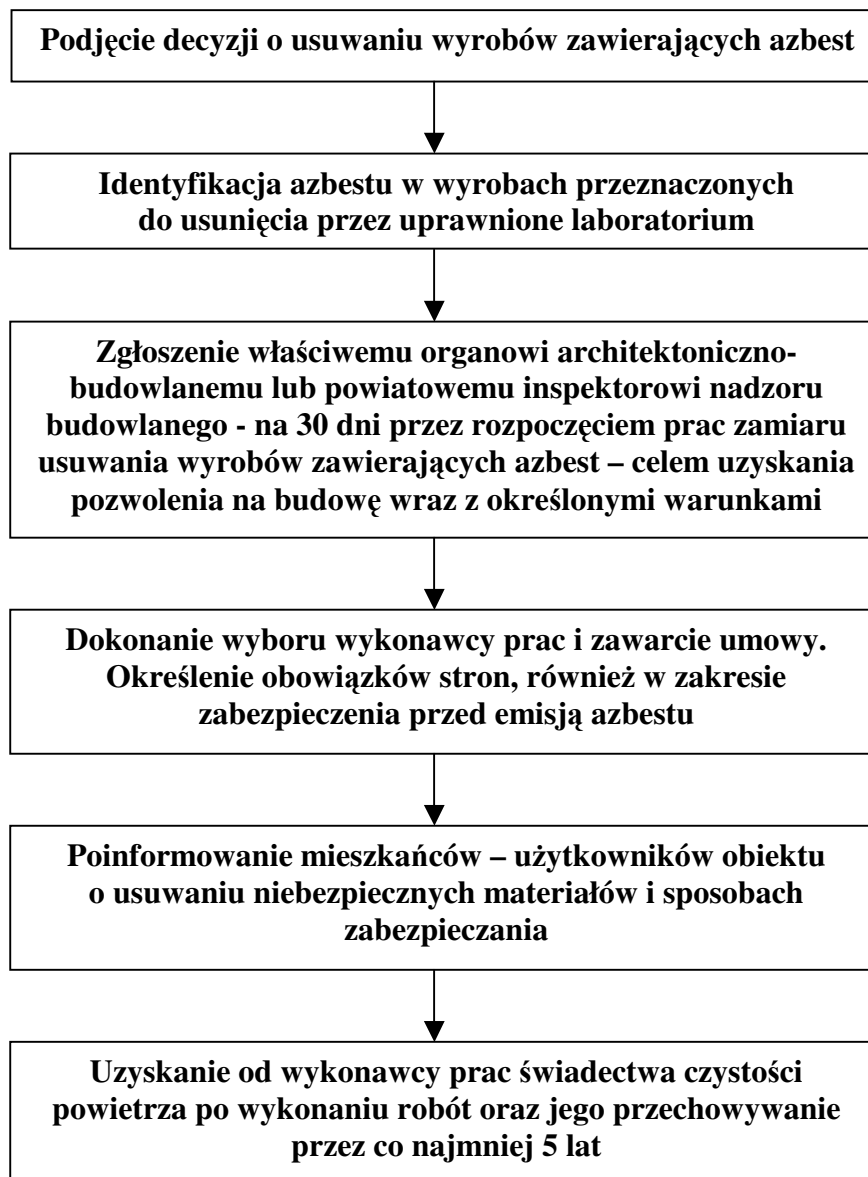 Podjęcie decyzji o usuwaniu wyrobów zawierających azbest
Identyfikacja azbestu w wyrobach przeznaczonych
do usunięcia przez uprawnione laboratorium
Zgłoszenie właściwemu organowi architektoniczno-
budowlanemu lub powiatowemu inspektorowi nadzoru
budowlanego - na 30 dni przez rozpoczęciem prac zamiaru
usuwania wyrobów zawierających azbest – celem uzyskania
pozwolenia na budowę wraz z określonymi warunkami
Dokonanie wyboru wykonawcy prac i zawarcie umowy.
Określenie obowiązków stron, również w zakresie
zabezpieczenia przed emisją azbestu
Poinformowanie mieszkańców – użytkowników obiektu
o usuwaniu niebezpiecznych materiałów i sposobach
zabezpieczania
Uzyskanie od wykonawcy prac świadectwa czystości
powietrza po wykonaniu robót oraz jego przechowywanie
przez co najmniej 5 lat